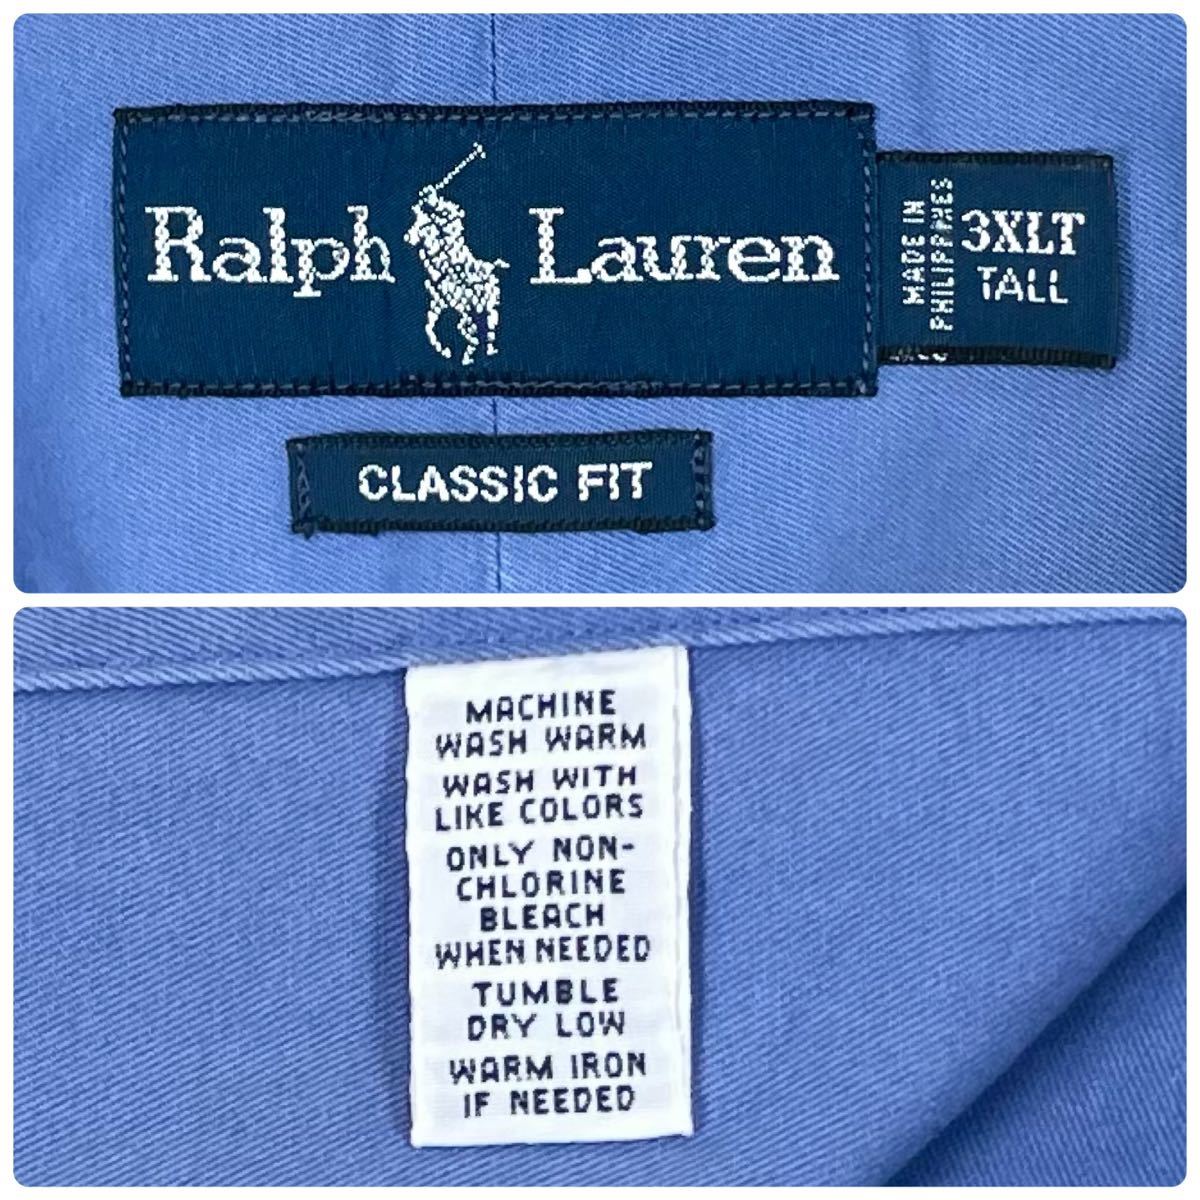 Ralph Lauren
MADE IN
PHILIPPINES
3XLT
TALL
CLASSIC FIT
MACHINE
WASH WARM
WASH WITH
LIKE COLORS
ONLY NON-
CHLORINE
BLEACH
WHEN NEEDED
TUMBLE
DRY LOW
WARM IRON
IF NEEDED